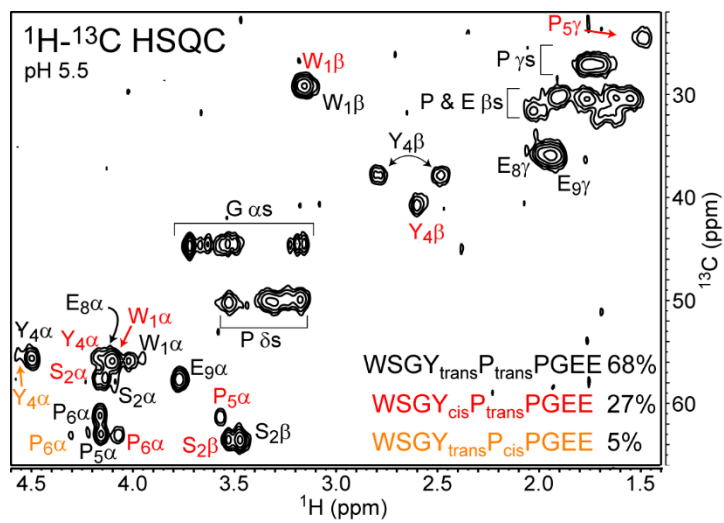 ¹H-¹³C HSQC
pH 5.5
P₅γ
P γs
W₁β
W₁β
P & E βs
Y₄β
E₈γ
E₉γ
Y₄β
G αs
P δs
E₈α
Y₄α
Y₄α
W₁α
W₁α
S₂α
S₂α
E₉α
Y₄α
P₅α
P₆α
P₆α
P₅α
P₆α
S₂β
S₂β
WSGY_transP_transPGEE 68%
WSGY_cisP_transPGEE 27%
WSGY_transP_cisPGEE 5%
30
40
50
60
¹³C (ppm)
4.5 4.0 3.5 3.0 2.5 2.0 1.5
¹H (ppm)